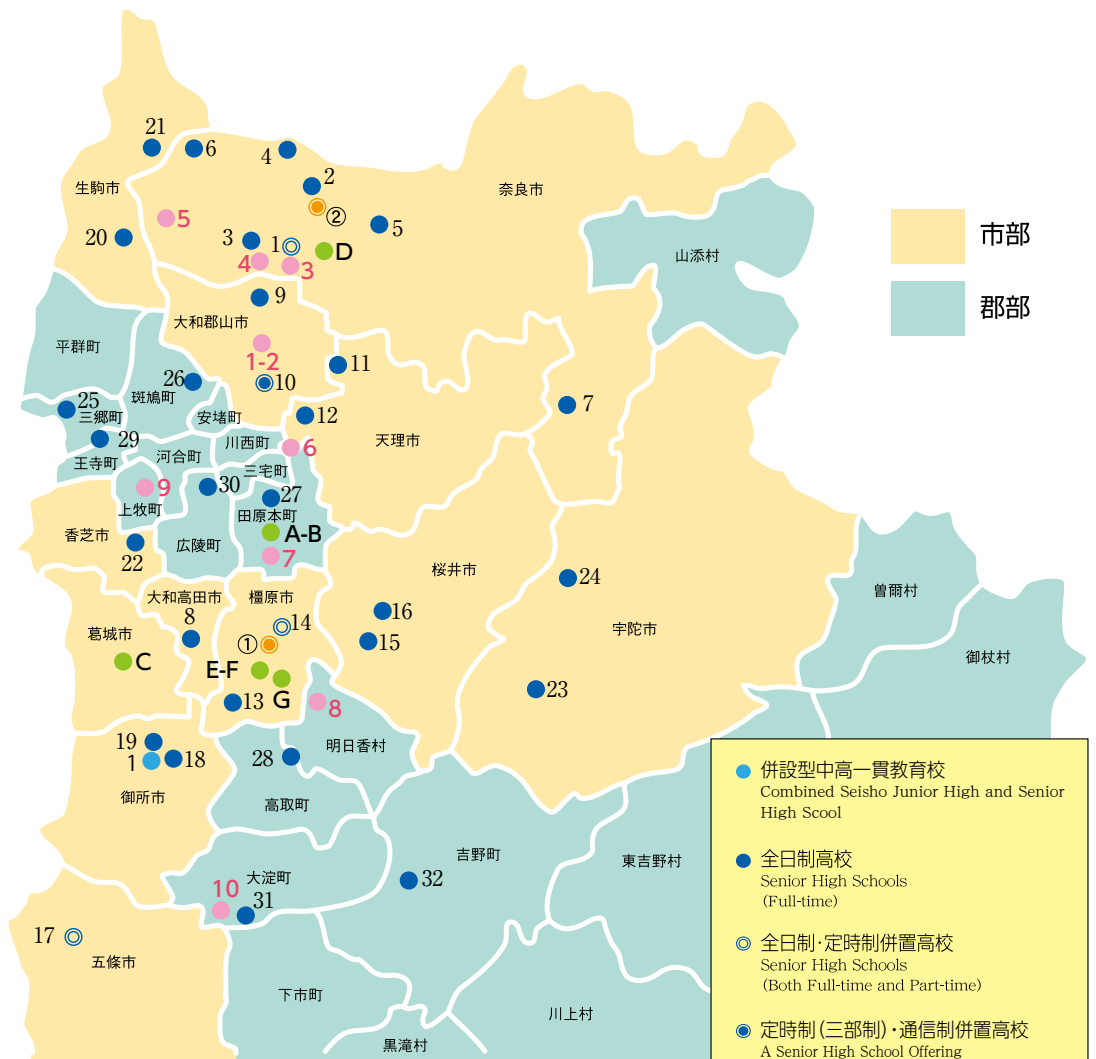 21
6
4
2
生駒市
奈良市
5
②
5
20
3
1
D
4
3
山添村
市部
郡部
9
大和郡山市
平群町
1-2
11
26
10
25
斑鳩町
7
三郷町
安堵町
12
29
川西町
天理市
王寺町
河合町
6
三宅町
9
30
27
上牧町
田原本町
香芝市
A-B
広陵町
22
7
桜井市
24
曽爾村
大和高田市
橿原市
8
14
16
葛城市
①
15
宇陀市
御杖村
C
E-F
G
13
8
23
19
明日香村
1
18
28
御所市
高取町
吉野町
東吉野村
大淀町
10
31
32
17
五條市
下市町
川上村
黒滝村
併設型中高一貫教育校
Combined Seisho Junior High and Senior
High Scool
全日制高校
Senior High Schools
(Full-time)
全日制・定時制併置高校
Senior High Schools
(Both Full-time and Part-time)
定時制(三部制)・通信制併置高校
A Senior High School Offering